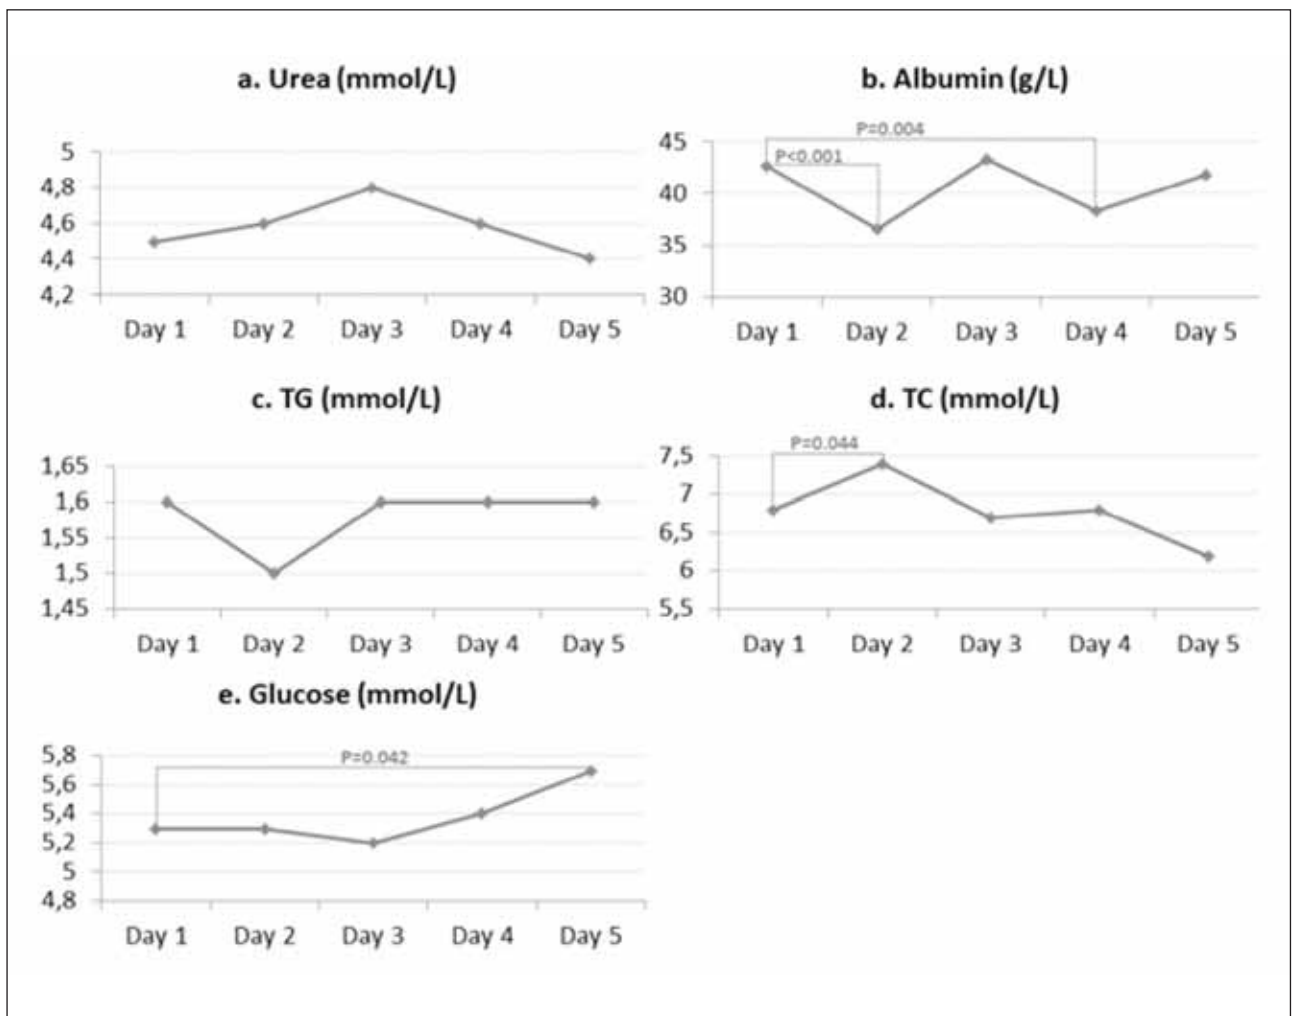 a. Urea (mmol/L)
5
4,8
4,6
4,4
4,2
Day 1 Day 2 Day 3 Day 4 Day 5
b. Albumin (g/L)
P=0.004
P<0.001
45
40
35
30
Day 1 Day 2 Day 3 Day 4 Day 5
c. TG (mmol/L)
1,65
1,6
1,55
1,5
1,45
Day 1 Day 2 Day 3 Day 4 Day 5
d. TC (mmol/L)
P=0.044
7,5
7
6,5
6
5,5
Day 1 Day 2 Day 3 Day 4 Day 5
e. Glucose (mmol/L)
P=0.042
5,8
5,6
5,4
5,2
5
4,8
Day 1 Day 2 Day 3 Day 4 Day 5